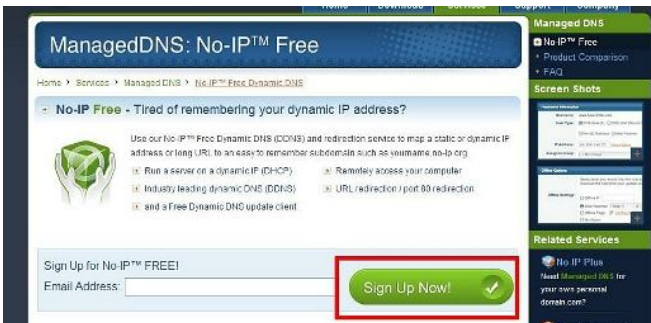 Home Download Services Support Company
ManagedDNS: No-IP™ Free
Home > Services > Managed DNS > No-IP™ Free Dynamic DNS
No-IP Free - Tired of remembering your dynamic IP address?
Use our No-IP™ Free Dynamic DNS (DDNS) and redirection service to map a static or dynamic IP
address or long URL to an easy to remember subdomain such as yourname.no-ip.org
Run a server on a dynamic IP (DHCP)
Remotely access your computer
Industry leading dynamic DNS (DDNS)
URL redirection / port 80 redirection
and a Free Dynamic DNS update client
Sign Up for No-IP™ FREE!
Email Address:
Sign Up Now!
Managed DNS
No-IP™ Free
+ Product Comparison
+ FAQ
Screen Shots
Related Services
No-IP Plus
Need Managed DNS for
your own personal
domain.com?